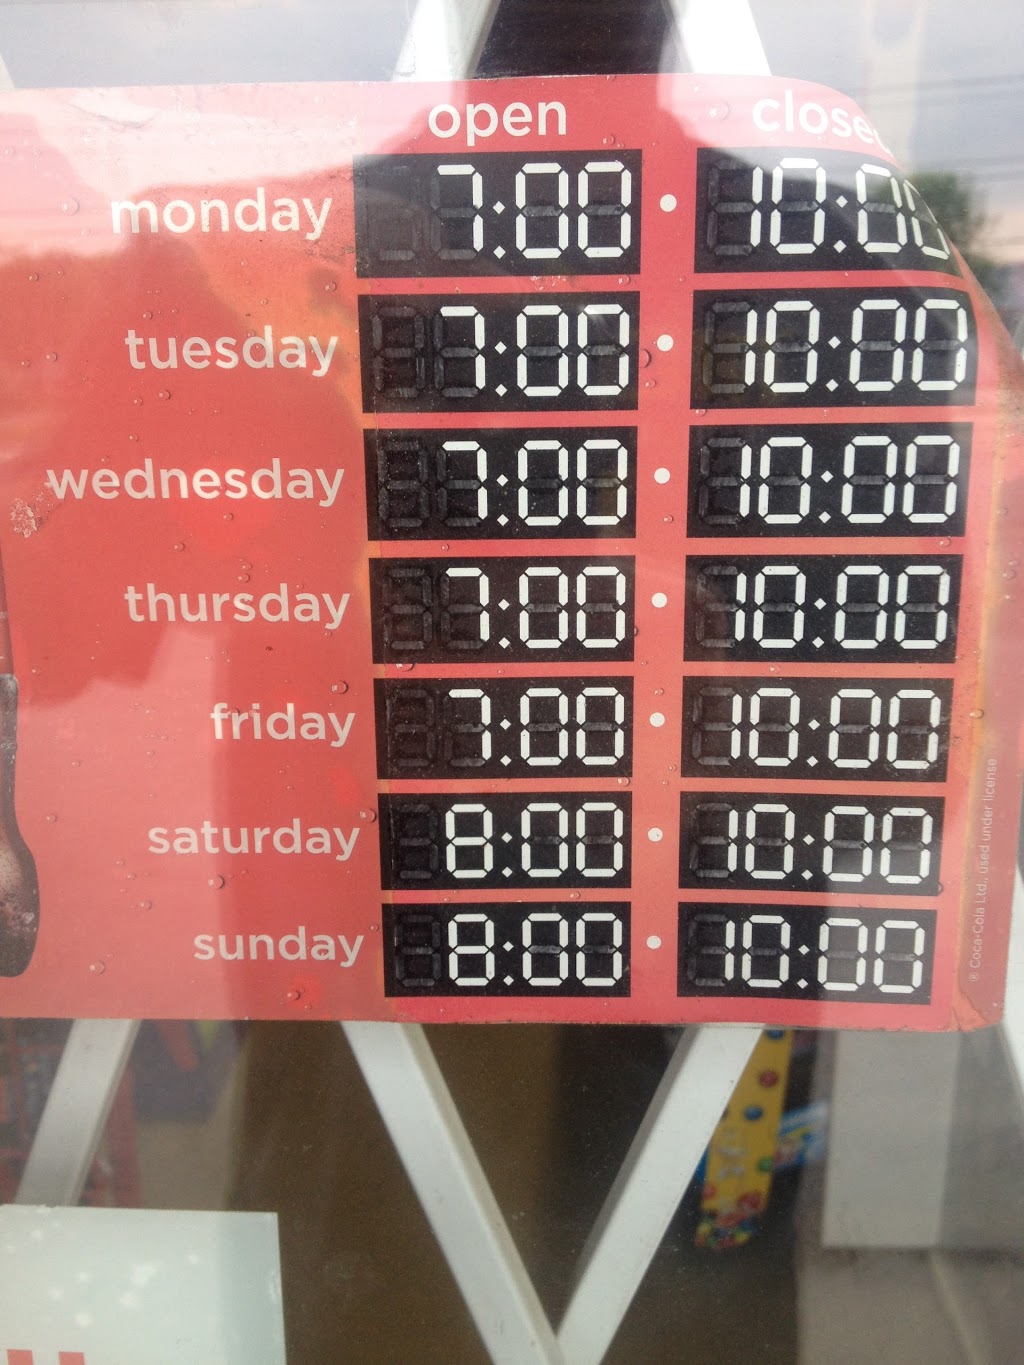 open close
monday 7:00 • 10:00
tuesday 7:00 • 10:00
wednesday 7:00 • 10:00
thursday 7:00 • 10:00
friday 7:00 • 10:00
saturday 8:00 • 10:00
sunday 8:00 • 10:00
® Coca-Cola Ltd., used under license